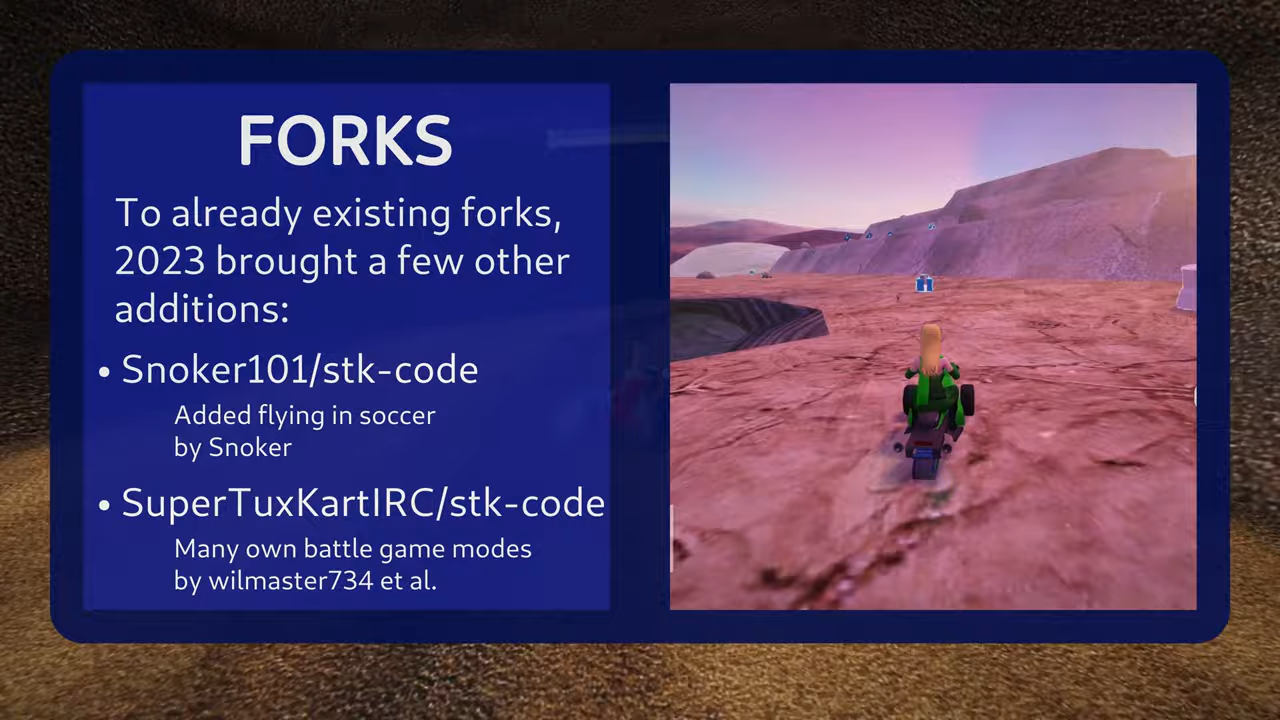 FORKS
To already existing forks,
2023 brought a few other
additions:
• Snoker101/stk-code
Added flying in soccer
by Snoker
• SuperTuxKartIRC/stk-code
Many own battle game modes
by wilmaster734 et al.